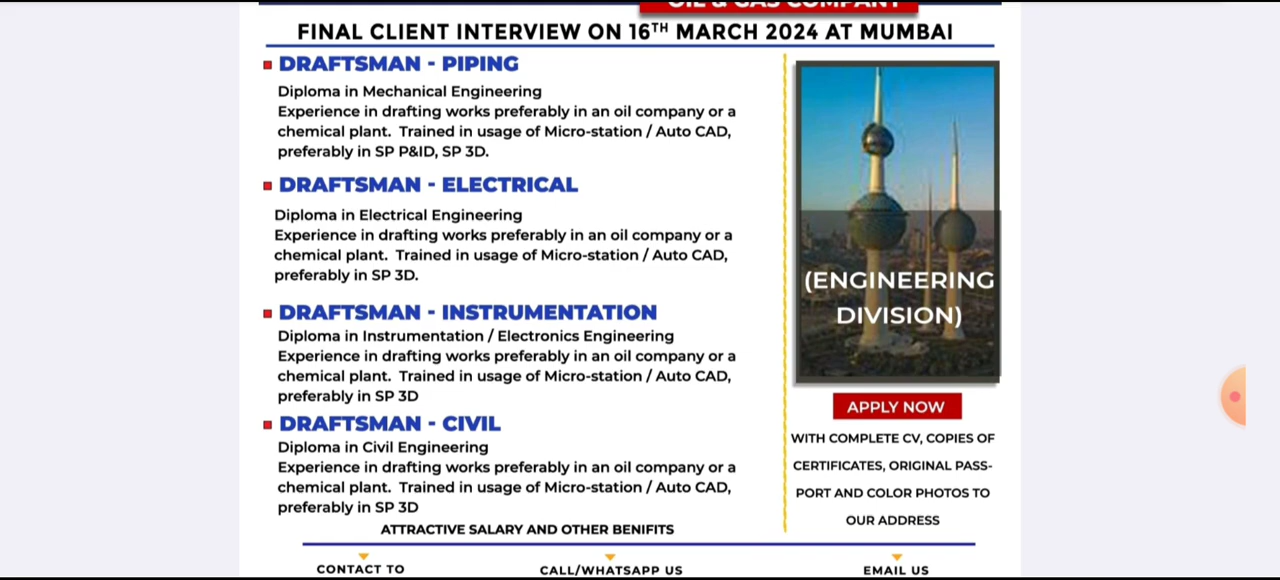 OIL & GAS COMPANY
FINAL CLIENT INTERVIEW ON 16TH MARCH 2024 AT MUMBAI
DRAFTSMAN - PIPING
Diploma in Mechanical Engineering
Experience in drafting works preferably in an oil company or a
chemical plant. Trained in usage of Micro-station / Auto CAD,
preferably in SP P&ID, SP 3D.
DRAFTSMAN - ELECTRICAL
Diploma in Electrical Engineering
Experience in drafting works preferably in an oil company or a
chemical plant. Trained in usage of Micro-station / Auto CAD,
preferably in SP 3D.
DRAFTSMAN - INSTRUMENTATION
Diploma in Instrumentation / Electronics Engineering
Experience in drafting works preferably in an oil company or a
chemical plant. Trained in usage of Micro-station / Auto CAD,
preferably in SP 3D
DRAFTSMAN - CIVIL
Diploma in Civil Engineering
Experience in drafting works preferably in an oil company or a
chemical plant. Trained in usage of Micro-station / Auto CAD,
preferably in SP 3D
ATTRACTIVE SALARY AND OTHER BENIFITS
(ENGINEERING
DIVISION)
APPLY NOW
WITH COMPLETE CV, COPIES OF
CERTIFICATES, ORIGINAL PASS-
PORT AND COLOR PHOTOS TO
OUR ADDRESS
CONTACT TO
CALL/WHATSAPP US
EMAIL US